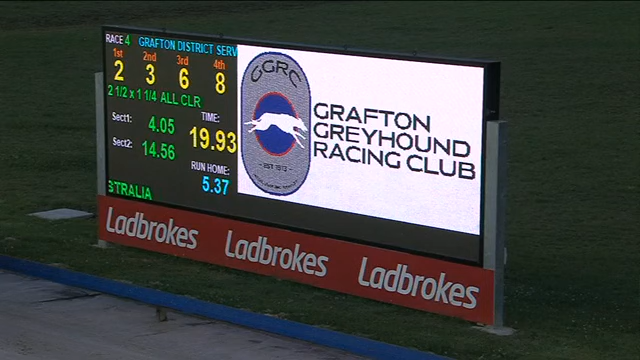 RACE 4 GRAFTON DISTRICT SERV
1st 2nd 3rd 4th
2 3 6 8
2 1/2 x 1 1/4 ALL CLR
Sect1: 4.05
TIME:
19.93
Sect2: 14.56
RUN HOME:
5.37
STRALIA
GGRC
GRAFTON
GREYHOUND
RACING CLUB
Ladbrokes Ladbrokes Ladbrokes